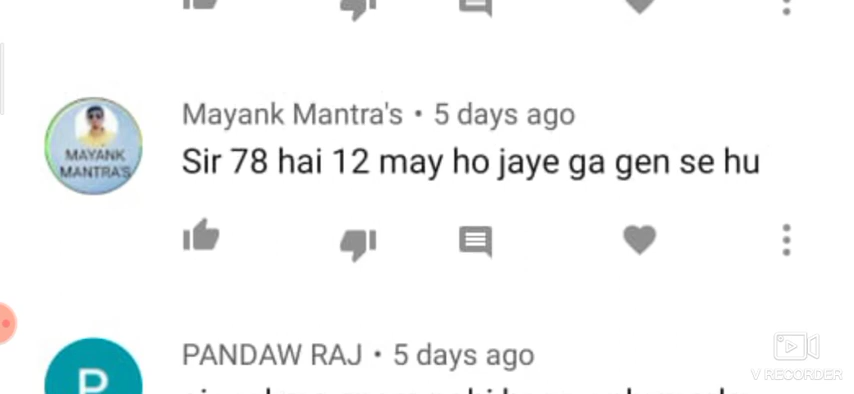 Mayank Mantra's • 5 days ago
MAYANK
MANTRA'S
Sir 78 hai 12 may ho jaye ga gen se hu
PANDAW RAJ • 5 days ago
P
V RECORDER